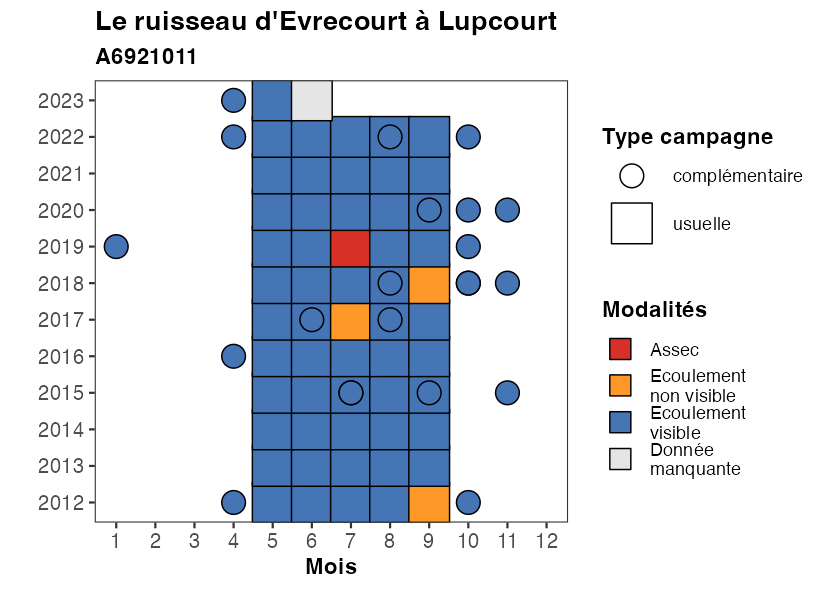 Le ruisseau d'Evrecourt à Lupcourt
A6921011
2023
2022
2021
2020
2019
2018
2017
2016
2015
2014
2013
2012
1 2 3 4 5 6 7 8 9 10 11 12
Mois
Type campagne
complémentaire
usuelle
Modalités
Assec
Ecoulement
non visible
Ecoulement
visible
Donnée
manquante